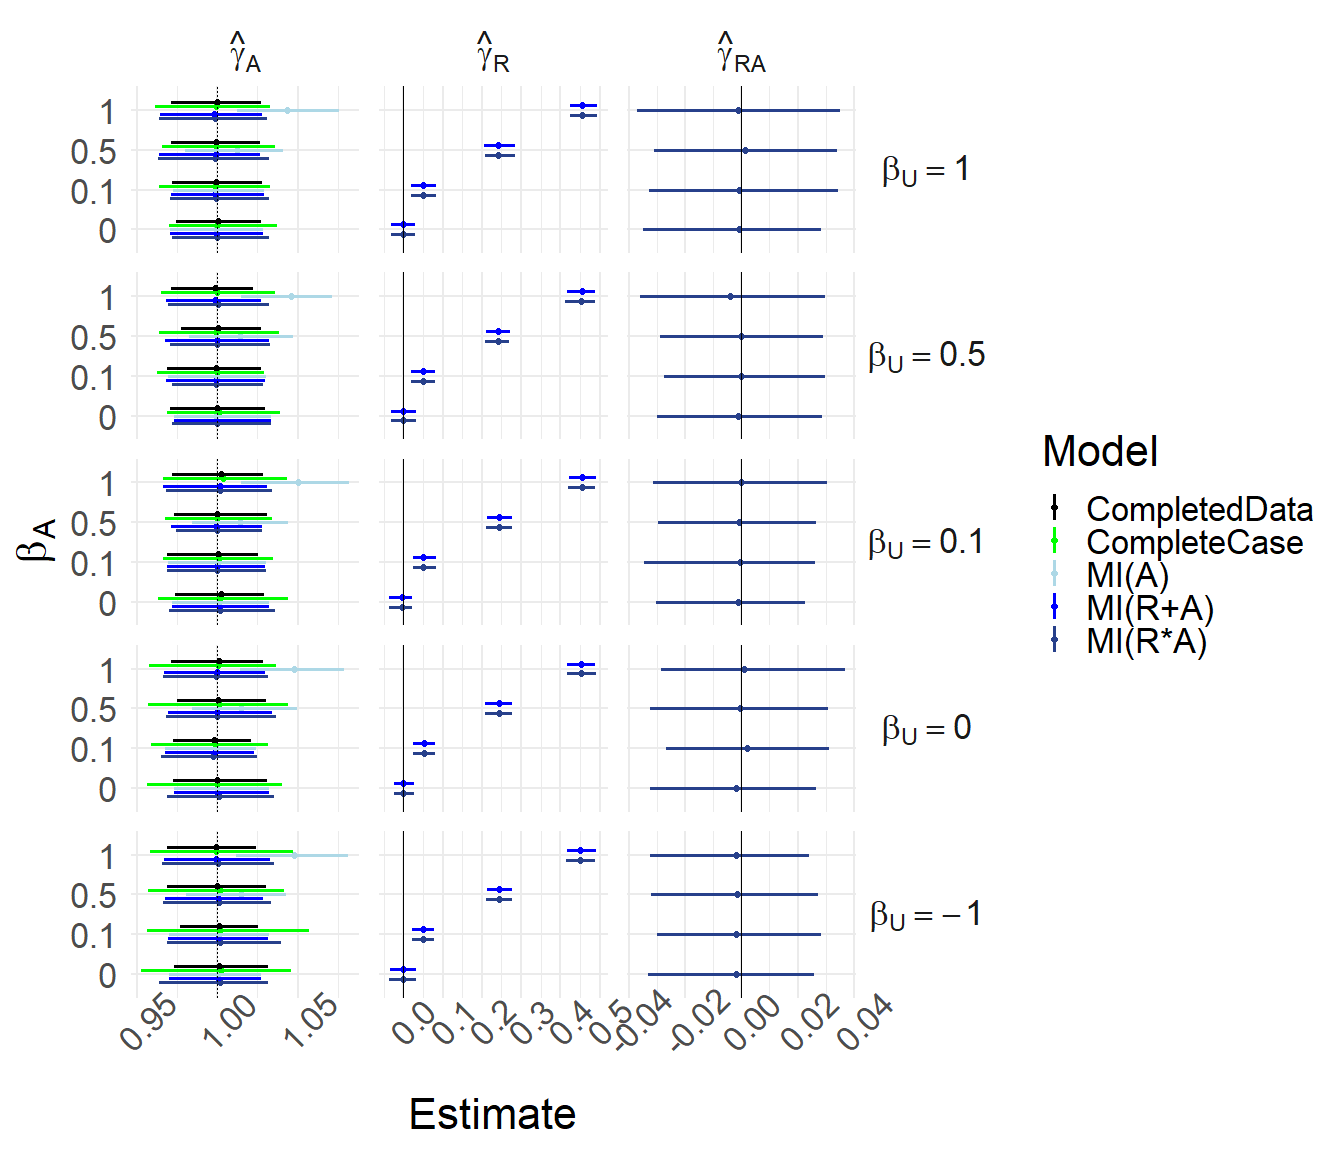 γ̂A γ̂R γ̂RA
1
0.5
0.1
0
βU = 1
1
0.5
0.1
0
βU = 0.5
1
0.5
0.1
0
βU = 0.1
1
0.5
0.1
0
βU = 0
1
0.5
0.1
0
βU = −1
βA
0.95 1.00 1.05 0.0 0.1 0.2 0.3 0.4 0.5 -0.04 -0.02 0.00 0.02 0.04
Estimate
Model
CompletedData
CompleteCase
MI(A)
MI(R+A)
MI(R*A)